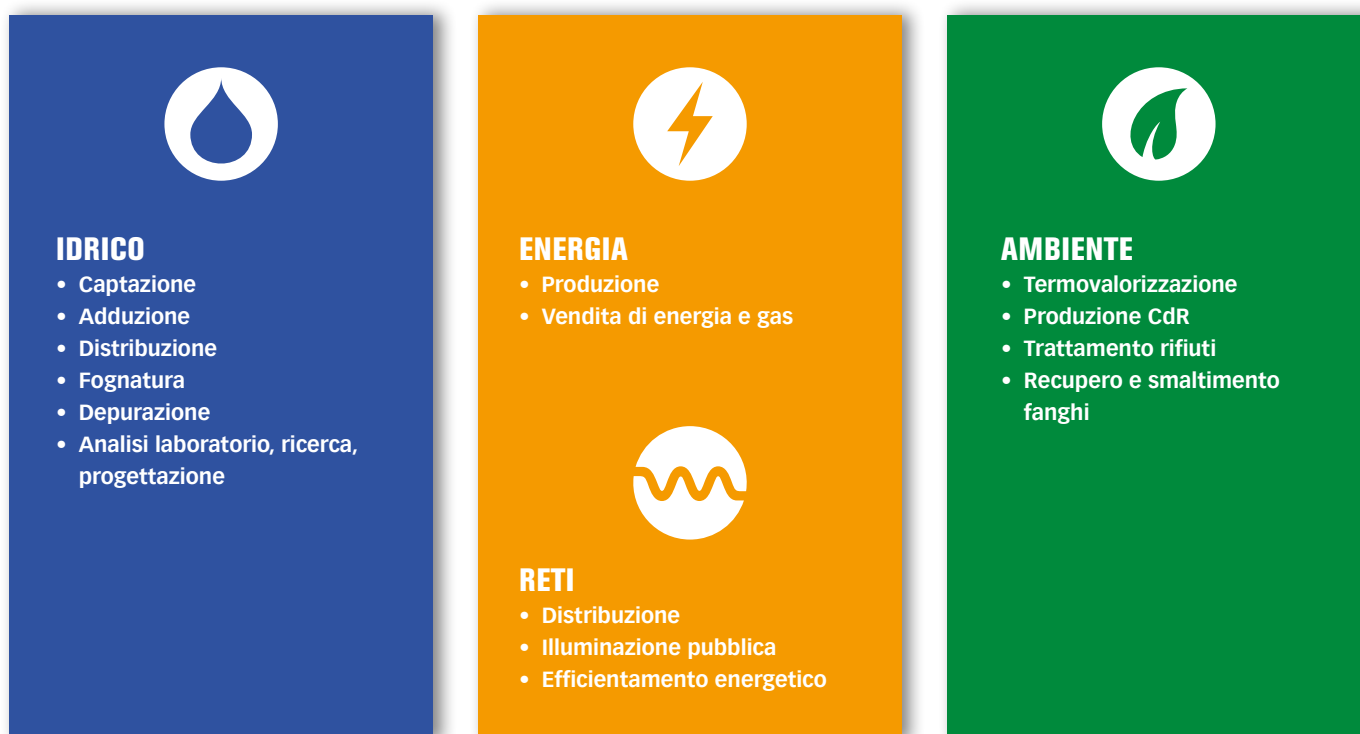 IDRICO
• Captazione
• Adduzione
• Distribuzione
• Fognatura
• Depurazione
• Analisi laboratorio, ricerca,
progettazione
ENERGIA
• Produzione
• Vendita di energia e gas
RETI
• Distribuzione
• Illuminazione pubblica
• Efficientamento energetico
AMBIENTE
• Termovalorizzazione
• Produzione CdR
• Trattamento rifiuti
• Recupero e smaltimento
fanghi